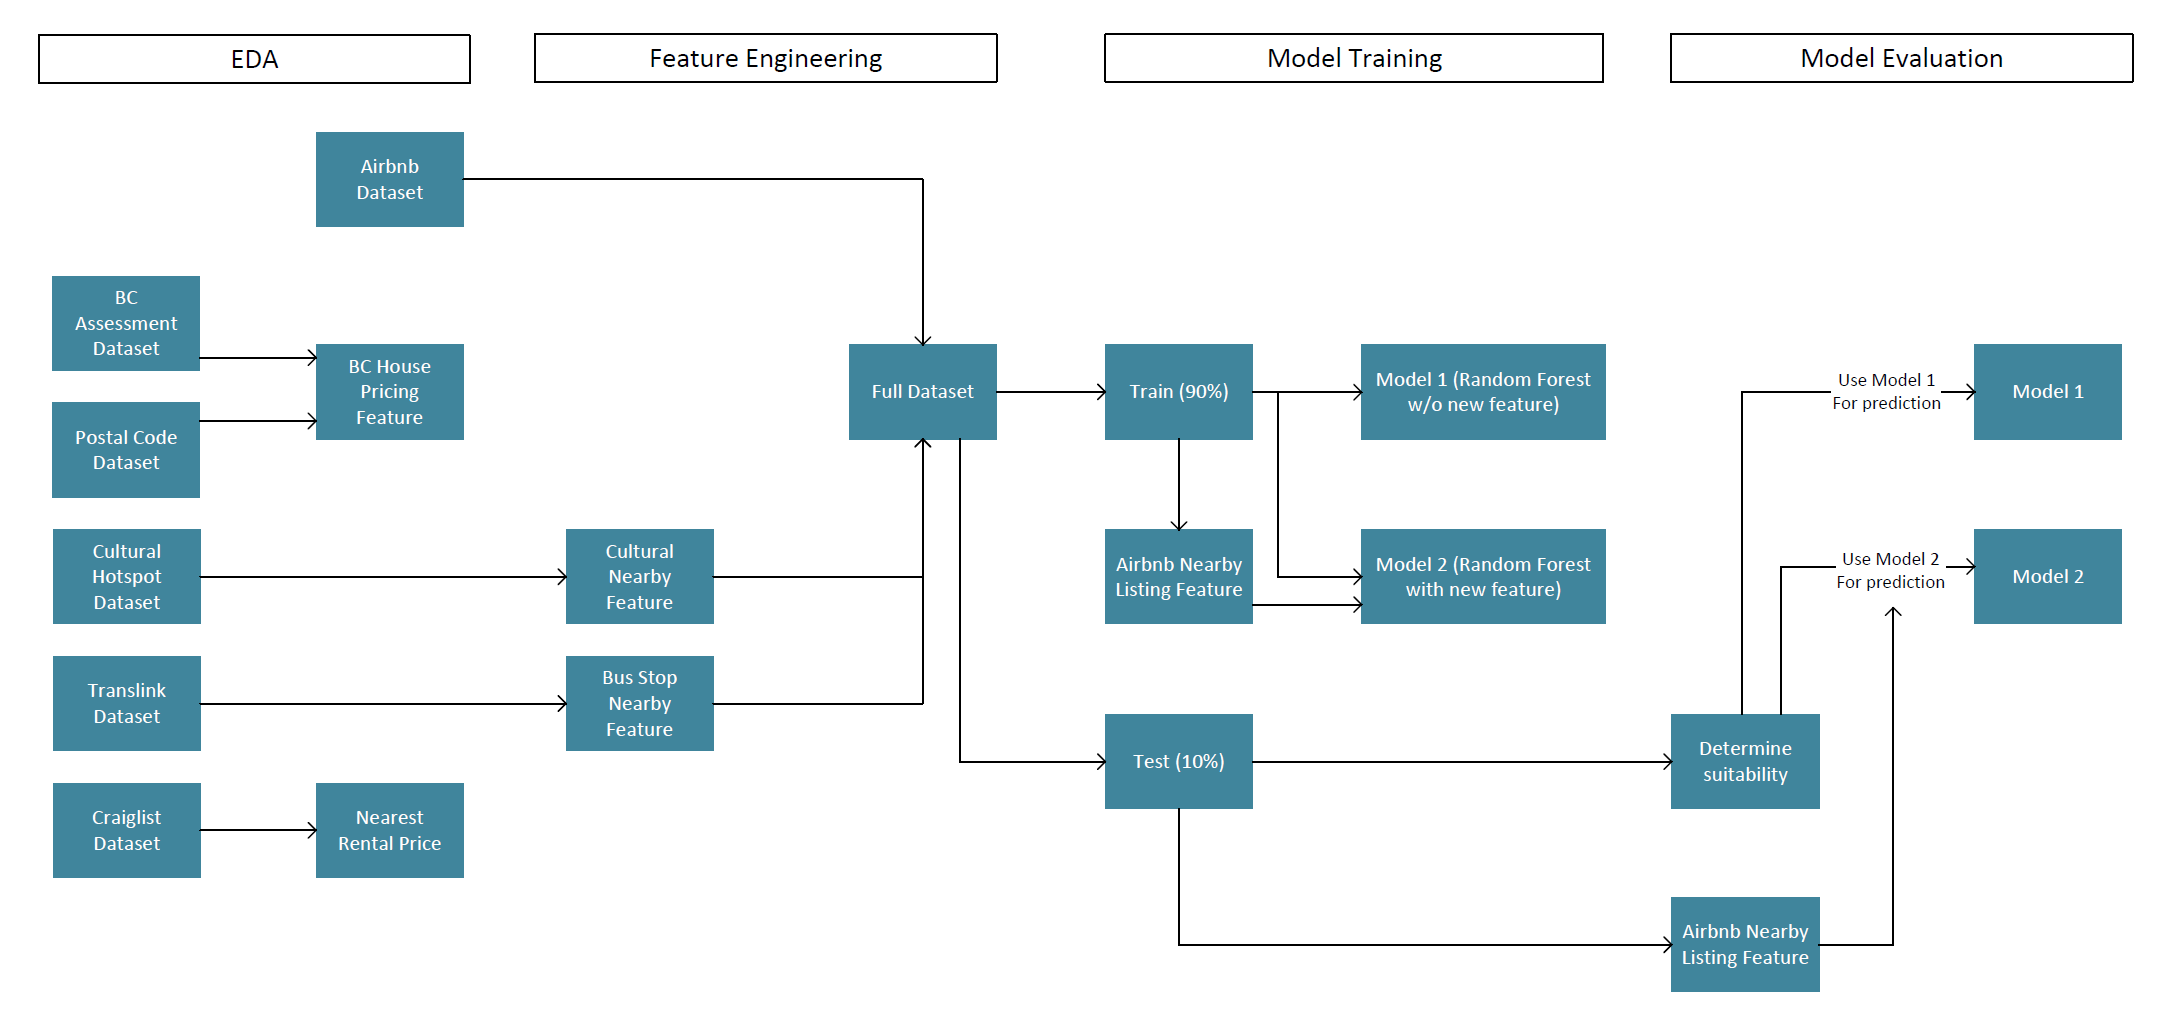 EDA
Feature Engineering
Model Training
Model Evaluation
Airbnb
Dataset
BC
Assessment
Dataset
BC House
Pricing
Feature
Postal Code
Dataset
Full Dataset
Train (90%)
Model 1 (Random Forest
w/o new feature)
Use Model 1
For prediction
Model 1
Cultural
Hotspot
Dataset
Cultural
Nearby
Feature
Airbnb Nearby
Listing Feature
Model 2 (Random Forest
with new feature)
Use Model 2
For prediction
Model 2
Translink
Dataset
Bus Stop
Nearby
Feature
Test (10%)
Determine
suitability
Craiglist
Dataset
Nearest
Rental Price
Airbnb Nearby
Listing Feature